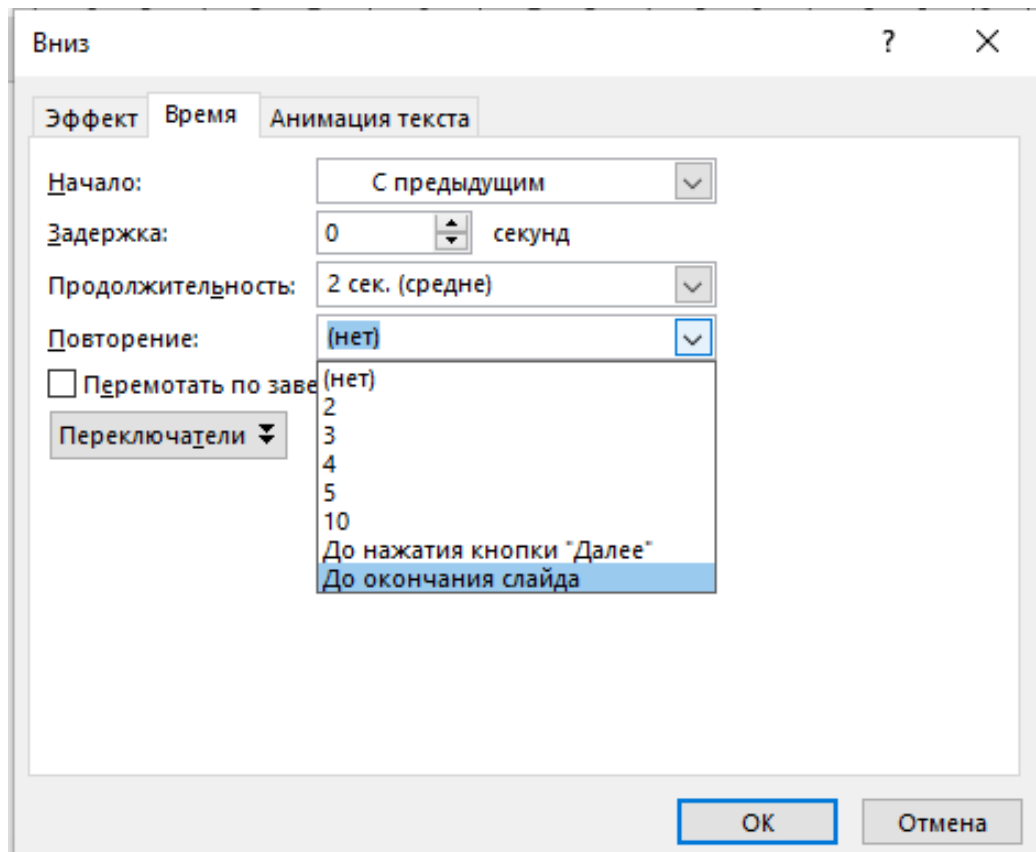 Вниз ?
Эффект Время Анимация текста
Начало: С предыдущим
Задержка: 0 секунд
Продолжительность: 2 сек. (средне)
Повторение: (нет)
Перемотать по заве
(нет)
2
Переключатели
3
4
5
10
До нажатия кнопки "Далее"
До окончания слайда
ОК Отмена